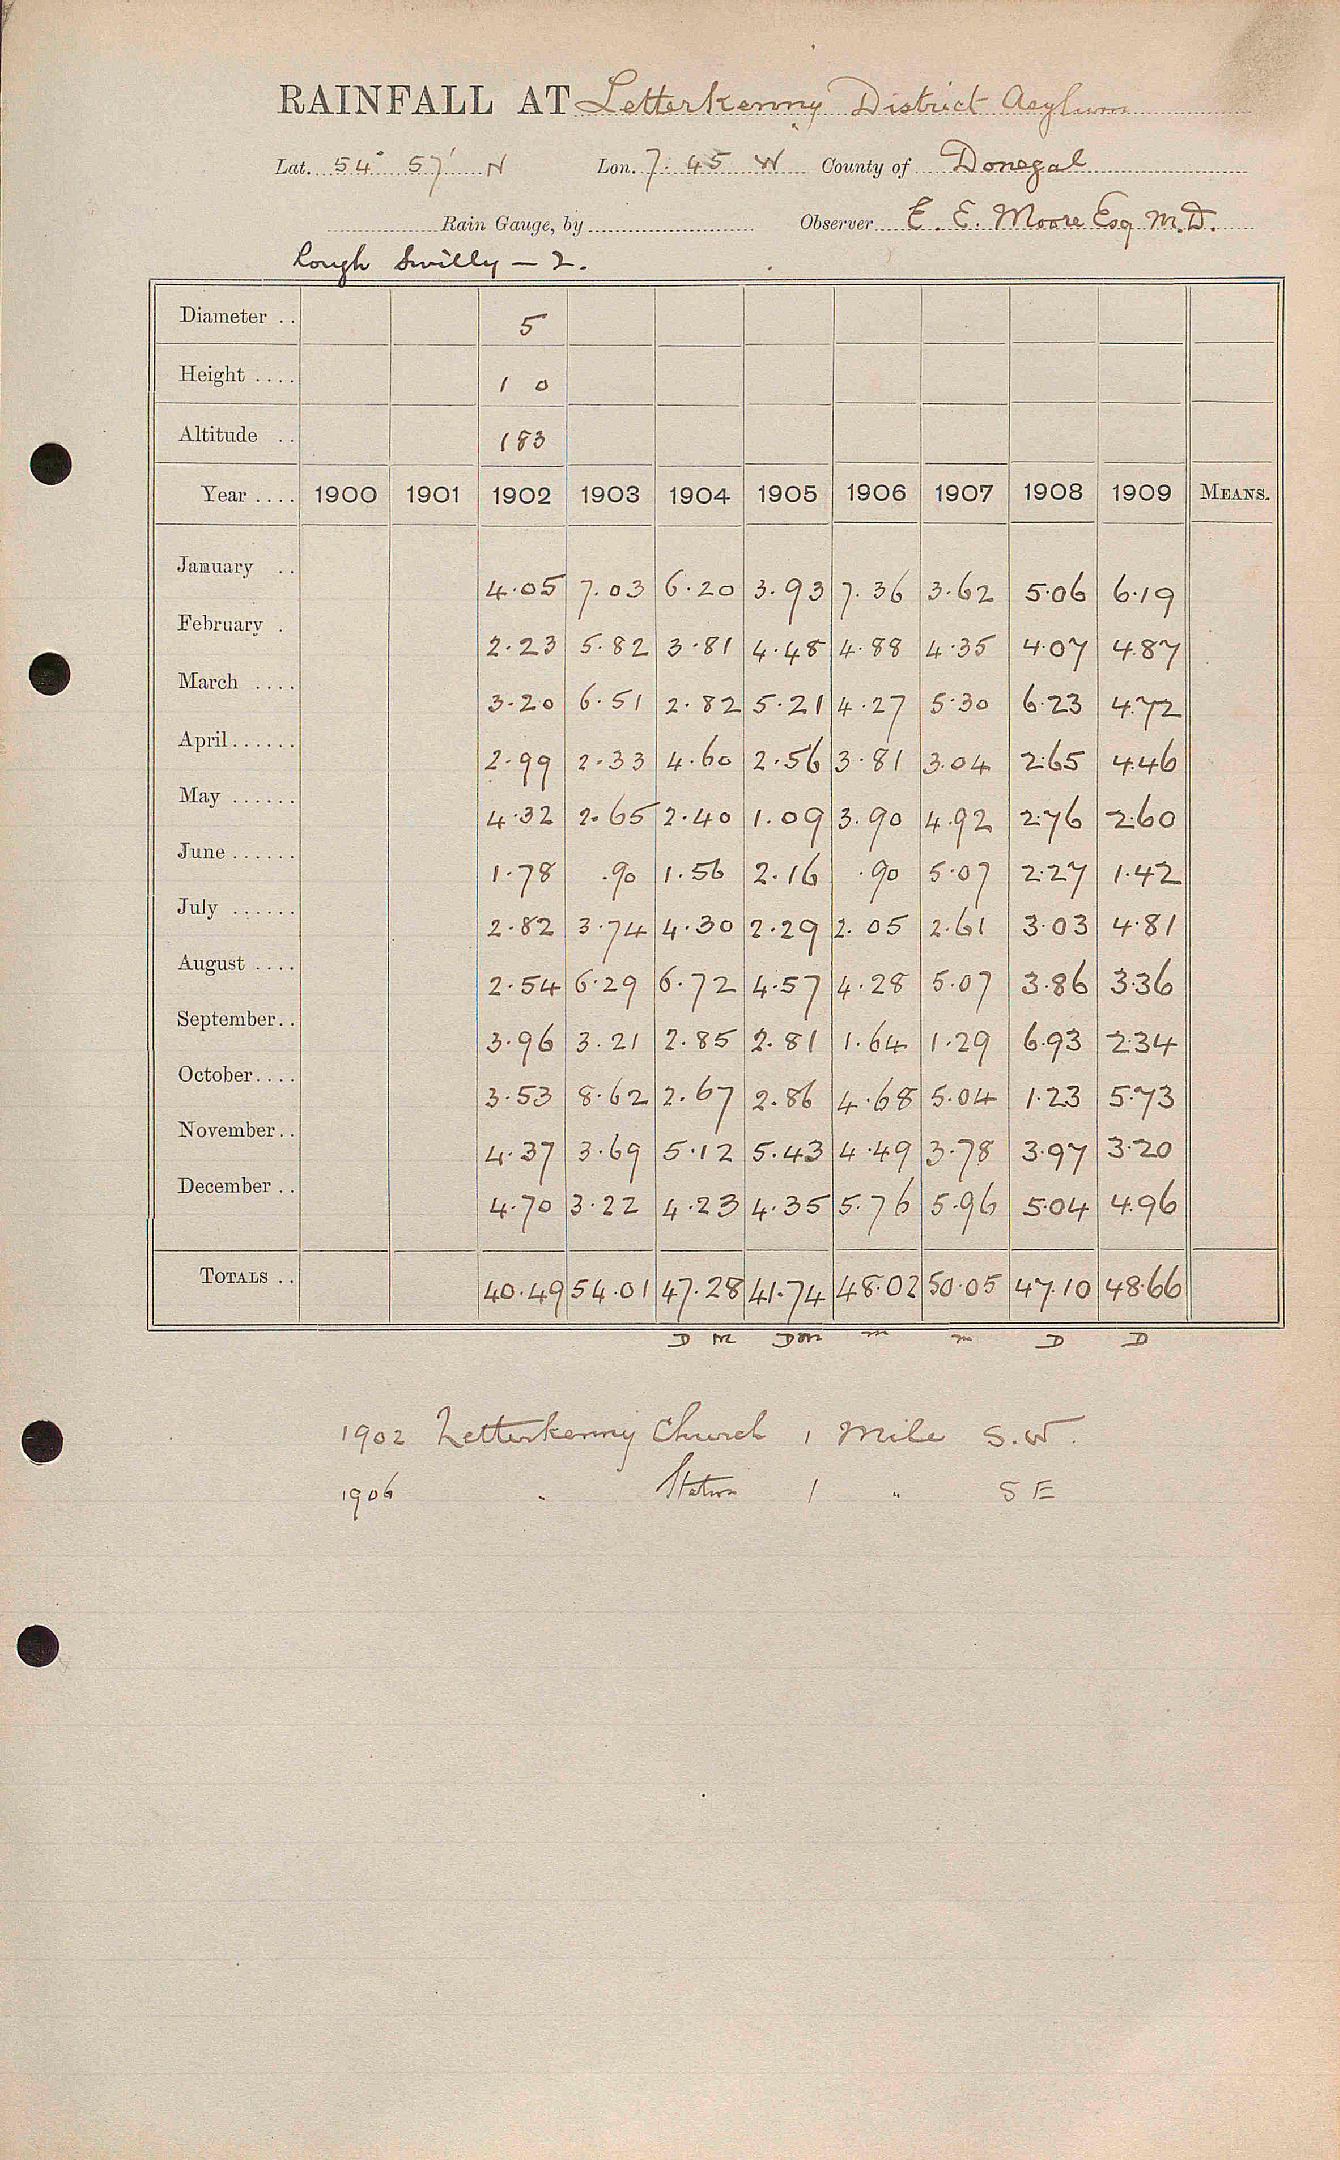 RAINFALL AT Letterkenny District Asylum
Lat. 54° 57' N Lon. 7. 45 W County of Donegal
Rain Gauge, by Observer E. E. Moore Esq M.D.
Lough Swilly — 2.
Diameter .. 5
Height .... 1 0
Altitude .. 183
Year .... 1900 1901 1902 1903 1904 1905 1906 1907 1908 1909 MEANS.
January .. 4.05 7.03 6.20 3.93 7.36 3.62 5.06 6.19
February . 2.23 5.82 3.81 4.48 4.88 4.35 4.07 4.87
March .... 3.20 6.51 2.82 5.21 4.27 5.30 6.23 4.72
April ...... 2.99 2.33 4.60 2.56 3.81 3.04 2.65 4.46
May ...... 4.32 2.65 2.40 1.09 3.90 4.92 2.76 2.60
June ...... 1.78 .90 1.56 2.16 .90 5.07 2.27 1.42
July ...... 2.82 3.74 4.30 2.29 2.05 2.61 3.03 4.81
August .... 2.54 6.29 6.72 4.57 4.28 5.07 3.86 3.36
September.. 3.96 3.21 2.85 2.81 1.64 1.29 6.93 2.34
October.... 3.53 8.62 2.67 2.86 4.68 5.04 1.23 5.73
November.. 4.37 3.69 5.12 5.43 4.49 3.78 3.97 3.20
December .. 4.70 3.22 4.23 4.35 5.76 5.96 5.04 4.96
TOTALS .. 40.49 54.01 47.28 41.74 48.02 50.05 47.10 48.66
D M DM m m D D
1902 Letterkenny Church 1 Mile S.W.
1906 " Station 1 " S E